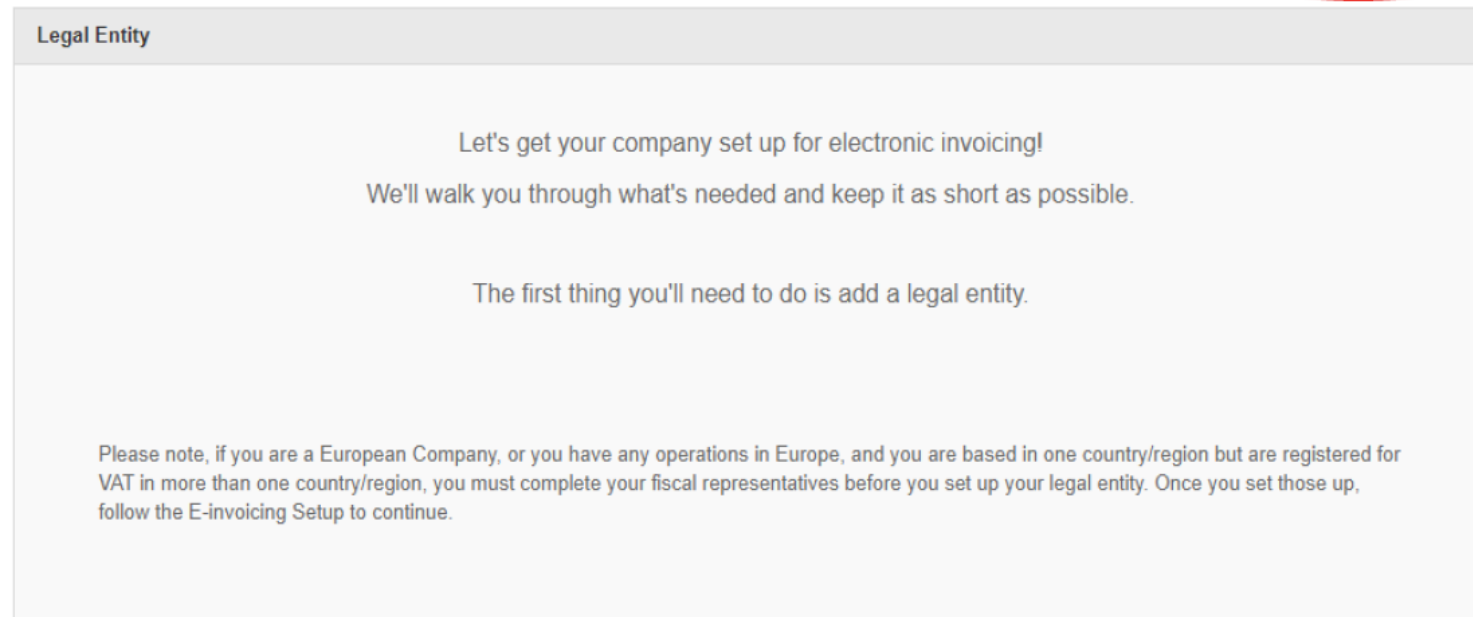 Legal Entity
Let's get your company set up for electronic invoicing!
We'll walk you through what's needed and keep it as short as possible.
The first thing you'll need to do is add a legal entity.
Please note, if you are a European Company, or you have any operations in Europe, and you are based in one country/region but are registered for
VAT in more than one country/region, you must complete your fiscal representatives before you set up your legal entity. Once you set those up,
follow the E-invoicing Setup to continue.